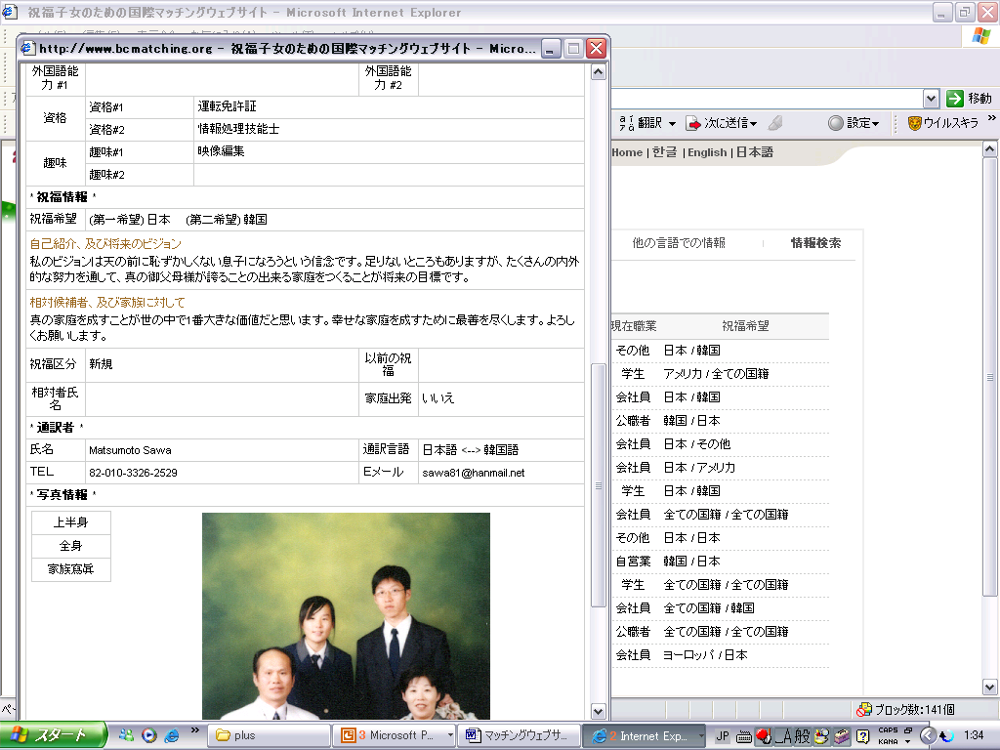 祝福子女のための国際マッチングウェブサイト - Microsoft Internet Explorer
http://www.bcmatching.org - 祝福子女のための国際マッチングウェブサイト - Micro...
移動
翻訳 次に送信 設定 ウイルスキラ »
外国語能力 #1 外国語能力 #2
資格 資格#1 運転免許証
資格#2 情報処理技能士
趣味 趣味#1 映像編集
趣味#2
* 祝福情報 *
祝福希望 (第一希望) 日本 (第二希望) 韓国
自己紹介、及び将来のビジョン
私のビジョンは天の前に恥ずかしくない息子になろうという信念です。足りないところもありますが、たくさんの内外
的な努力を通して、真の御父母様が誇ることの出来る家庭をつくることが将来の目標です。
相対候補者、及び家族に対して
真の家庭を成すことが世の中で1番大きな価値だと思います。幸せな家庭を成すために最善を尽くします。よろし
くお願いします。
祝福区分 新規 以前の祝福
相対者氏名 家庭出発 いいえ
* 通訳者 *
氏名 Matsumoto Sawa 通訳言語 日本語 <--> 韓国語
TEL 82-010-3326-2529 Eメール sawa81@hanmail.net
* 写真情報 *
上半身
全身
家族寫眞
Home | 한글 | English | 日本語
他の言語での情報 情報検索
現在職業 祝福希望
その他 日本 / 韓国
学生 アメリカ / 全ての国籍
会社員 日本 / 韓国
公職者 韓国 / 日本
会社員 日本 / その他
会社員 日本 / アメリカ
学生 日本 / 韓国
会社員 全ての国籍 / 全ての国籍
その他 日本 / 日本
自営業 韓国 / 日本
学生 全ての国籍 / 全ての国籍
会社員 全ての国籍 / 韓国
公職者 全ての国籍 / 全ての国籍
会社員 ヨーロッパ / 日本
ブロック数:141個
スタート » plus 3 Microsoft P... マッチングウェブサ... 2 Internet Exp... JP A 般 CAPS KANA 1:34